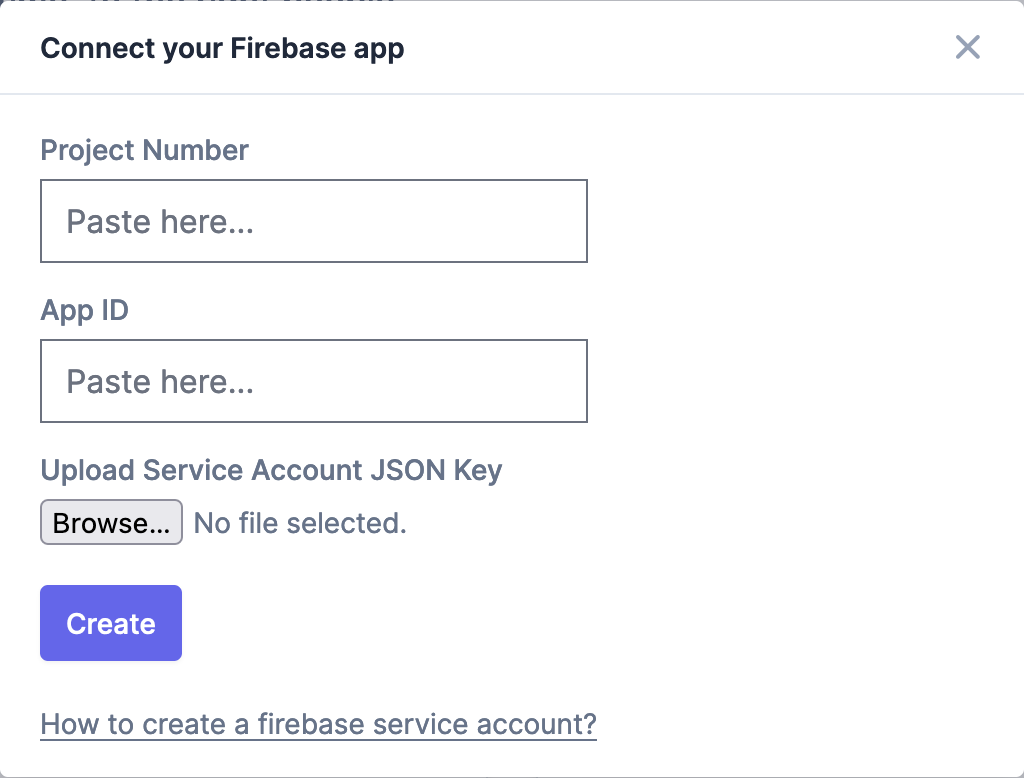 Connect your Firebase app
Project Number
Paste here...
App ID
Paste here...
Upload Service Account JSON Key
Browse... No file selected.
Create
How to create a firebase service account?